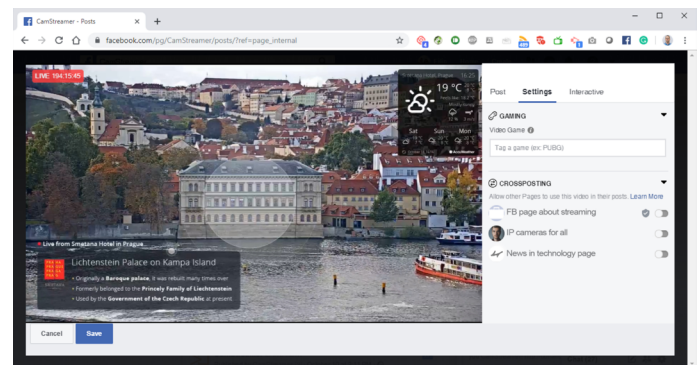 CamStreamer - Posts
facebook.com/pg/CamStreamer/posts/?ref=page_internal
LIVE 194:15:45
16:25
19 °C
Sat Sun Mon
AccuWeather
Live from Smetana Hotel in Prague
Lichtenstein Palace on Kampa Island
• Originally a Baroque palace, it was rebuilt many times over
• Formerly belonged to the Princely Family of Liechtenstein
• Used by the Government of the Czech Republic at present
Post Settings Interactive
GAMING
Video Game
Tag a game (ex: PUBG)
CROSSPOSTING
Allow other Pages to use this video in their posts. Learn More
FB page about streaming
IP cameras for all
News in technology page
Cancel Save